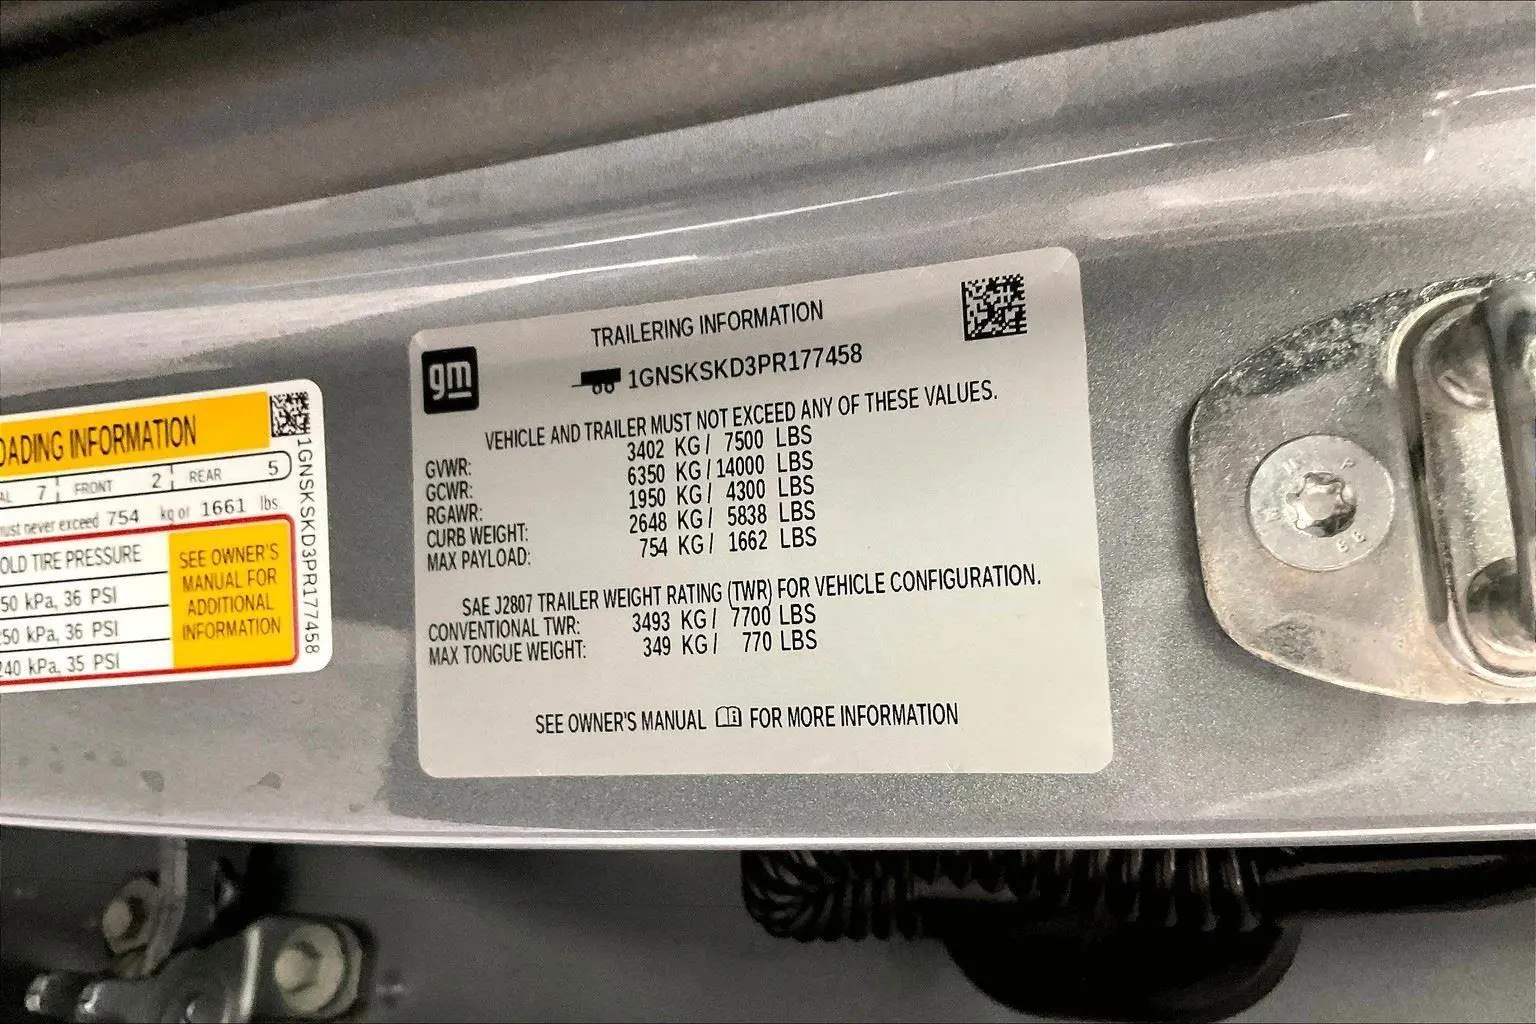 OADING INFORMATION
AL 7 FRONT 2 REAR 5
must never exceed 754 kg or 1661 lbs.
OLD TIRE PRESSURE
50 kPa, 36 PSI
250 kPa, 36 PSI
240 kPa, 35 PSI
SEE OWNER'S
MANUAL FOR
ADDITIONAL
INFORMATION
1GNSKSKD3PR177458
gm
TRAILERING INFORMATION
1GNSKSKD3PR177458
VEHICLE AND TRAILER MUST NOT EXCEED ANY OF THESE VALUES.
GVWR: 3402 KG/ 7500 LBS
GCWR: 6350 KG/14000 LBS
RGAWR: 1950 KG/ 4300 LBS
CURB WEIGHT: 2648 KG/ 5838 LBS
MAX PAYLOAD: 754 KG/ 1662 LBS
SAE J2807 TRAILER WEIGHT RATING (TWR) FOR VEHICLE CONFIGURATION.
CONVENTIONAL TWR: 3493 KG/ 7700 LBS
MAX TONGUE WEIGHT: 349 KG/ 770 LBS
SEE OWNER'S MANUAL FOR MORE INFORMATION